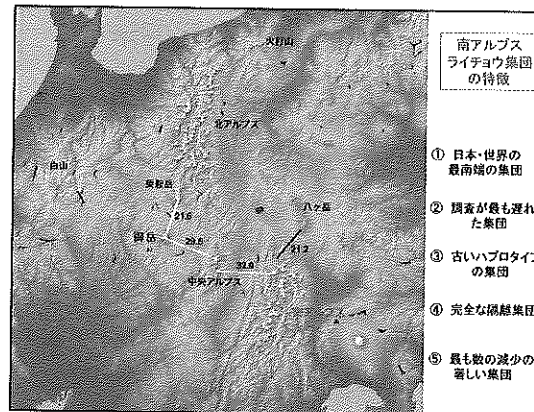 火打山
北アルプス
白山
乗鞍岳
八ヶ岳
21.6
御岳
29.5
21.2
32.9
中央アルプス
南アルプス
ライチョウ集団
の特徴
① 日本・世界の
最南端の集団
② 調査が最も遅れ
た集団
③ 古いハプロタイプ
の集団
④ 完全な隔離集団
⑤ 最も数の減少の
著しい集団